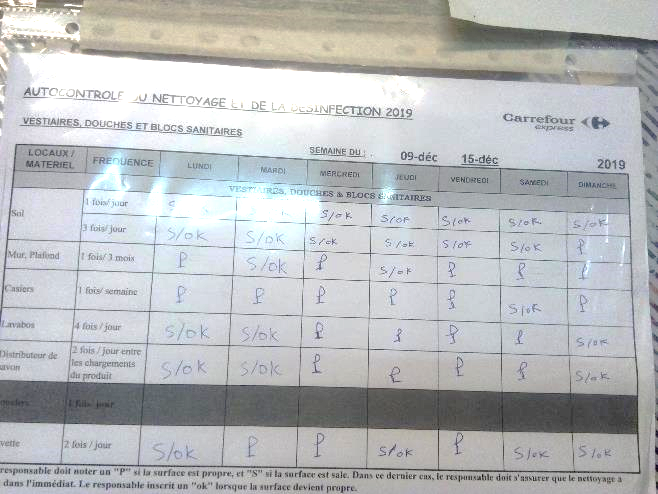 AUTOCONTROLE DU NETTOYAGE ET DE LA DESINFECTION 2019
Carrefour
express
VESTIAIRES, DOUCHES ET BLOCS SANITAIRES
SEMAINE DU : 09-déc 15-déc 2019
LOCAUX / MATERIEL FREQUENCE LUNDI MARDI MERCREDI JEUDI VENDREDI SAMEDI DIMANCHE
VESTIAIRES, DOUCHES & BLOCS SANITAIRES
Sol 1 fois/ jour S/ok S/ok S/ok S/ok S/ok
3 fois/ jour S/ok S/ok S/ok S/ok S/ok S/ok P
Mur, Plafond 1 fois/ 3 mois P S/ok P S/ok P P P
Casiers 1 fois/ semaine P P P P P S/ok P
Lavabos 4 fois / jour S/ok S/ok P P P P S/ok
Distributeur de savon 2 fois / jour entre les chargements du produit S/ok S/ok P P P P S/ok
1 fois/ jour
vette 2 fois / jour S/ok P P S/ok P S/ok S/ok
responsable doit noter un "P" si la surface est propre, et "S" si la surface est sale. Dans ce dernier cas, le responsable doit s'assurer que le nettoyage a
dans l'immédiat. Le responsable inscrit un "ok" lorsque la surface devient propre.